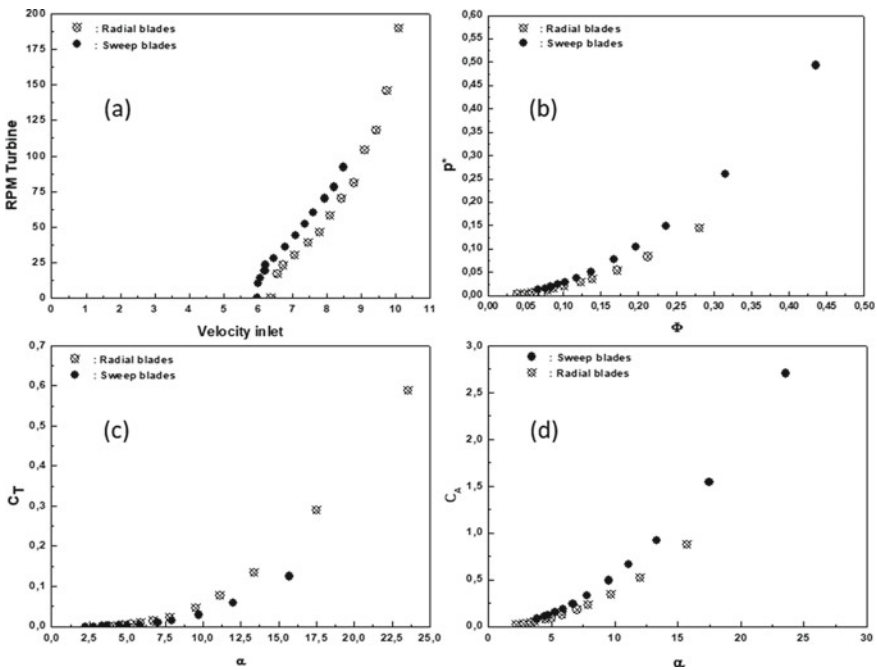 RPM Turbine
200
175
150
125
100
75
50
25
0
: Radial blades
: Sweep blades
(a)
0 1 2 3 4 5 6 7 8 9 10 11
Velocity inlet
p*
0,60
0,55
0,50
0,45
0,40
0,35
0,30
0,25
0,20
0,15
0,10
0,05
0,00
: Radial blades
: Sweep blades
(b)
0,00 0,05 0,10 0,15 0,20 0,25 0,30 0,35 0,40 0,45 0,50
Φ
CT
0,7
0,6
0,5
0,4
0,3
0,2
0,1
0,0
: Radial blades
: Sweep blades
(c)
0,0 2,5 5,0 7,5 10,0 12,5 15,0 17,5 20,0 22,5 25,0
α
CA
3,0
2,5
2,0
1,5
1,0
0,5
0,0
: Sweep blades
: Radial blades
(d)
0 5 10 15 20 25 30
α